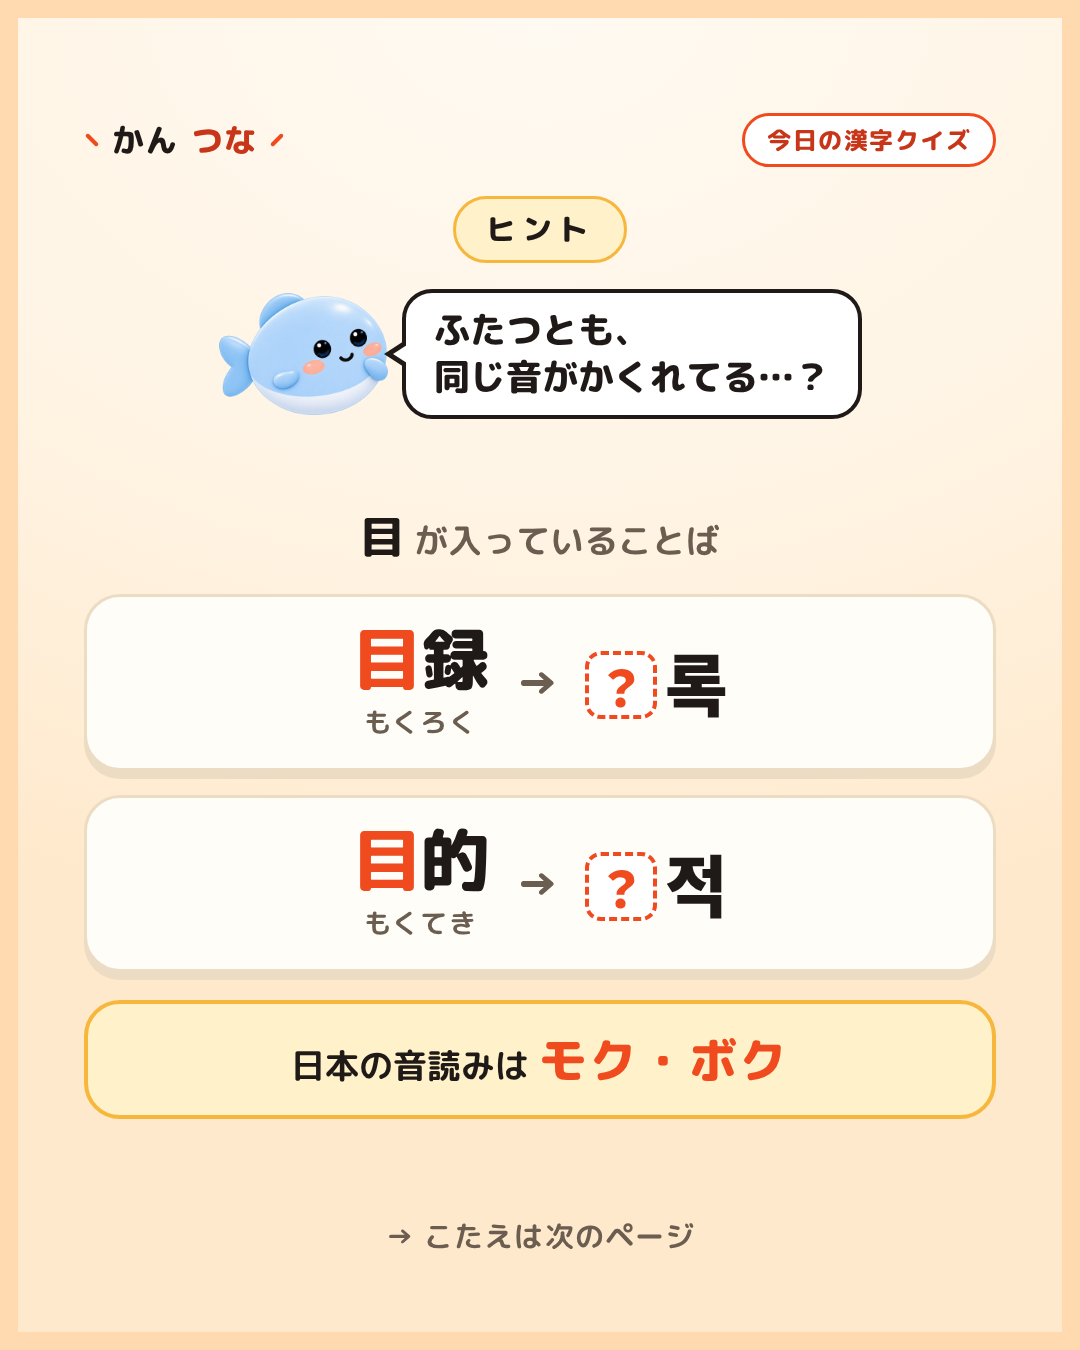 かん つな
今日の漢字クイズ
ヒント
ふたつとも、
同じ音がかくれてる…？
目 が入っていることば
目録 → ？록
もくろく
目的 → ？적
もくてき
日本の音読みは モク・ボク
→ こたえは次のページ